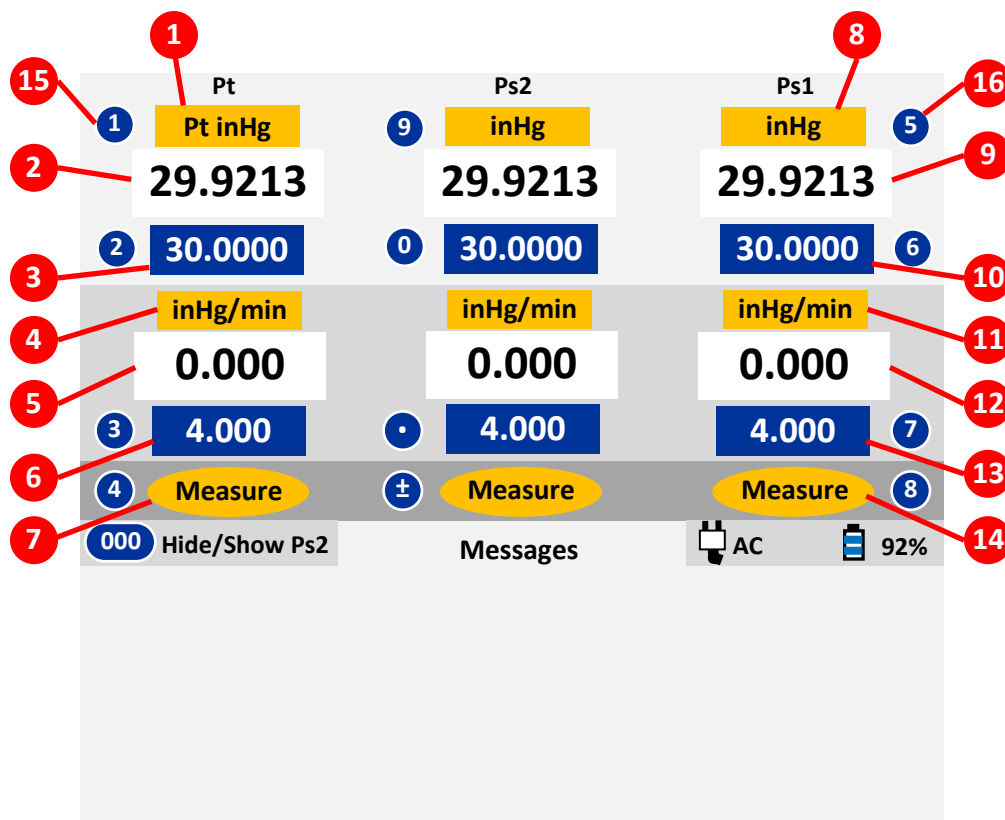 1 8
15 Pt Ps2 Ps1 16
1 Pt inHg 9 inHg inHg 5
2 29.9213 29.9213 29.9213 9
2 30.0000 0 30.0000 30.0000 6
3 10
4 inHg/min inHg/min inHg/min 11
5 0.000 0.000 0.000 12
3 4.000 • 4.000 4.000 7
6 13
4 Measure ± Measure Measure 8
7 000 Hide/Show Ps2 Messages AC 92% 14